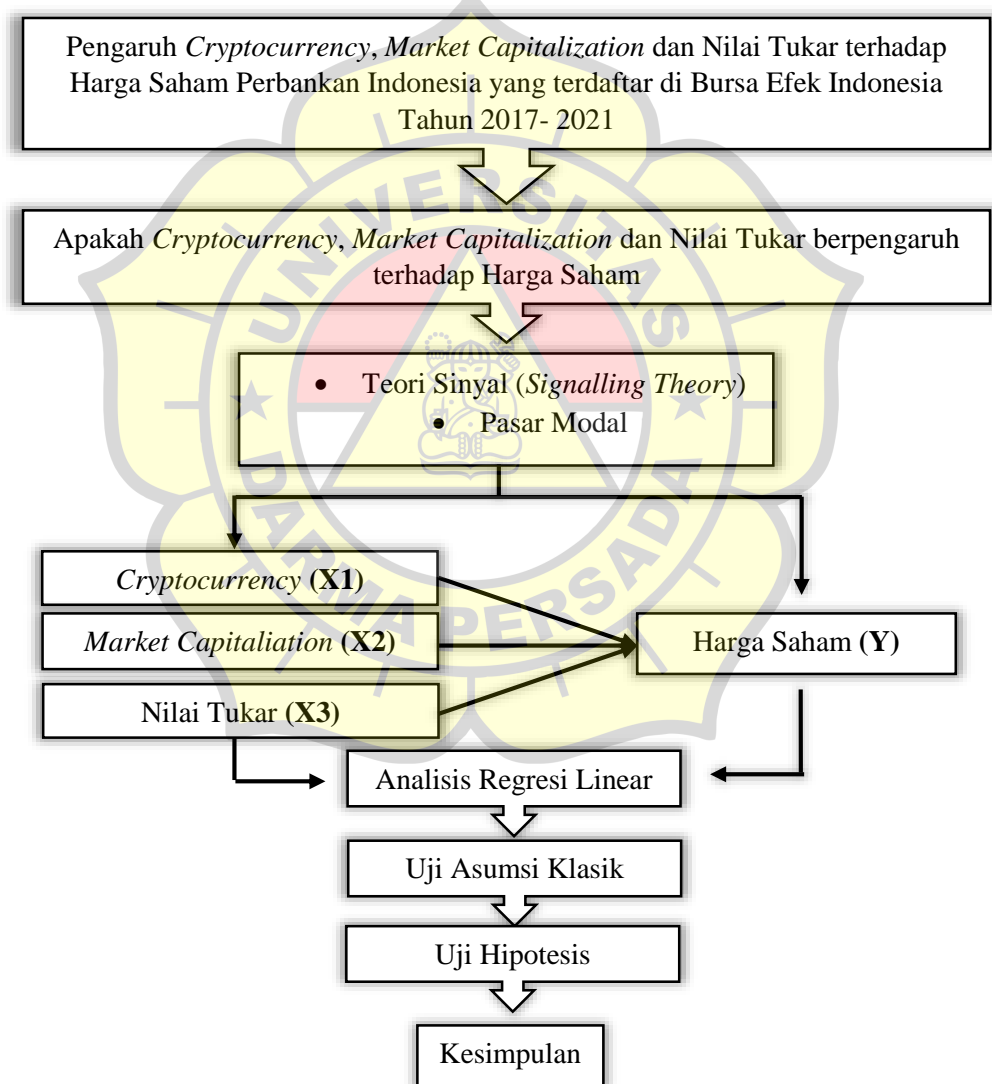 Pengaruh Cryptocurrency, Market Capitalization dan Nilai Tukar terhadap
Harga Saham Perbankan Indonesia yang terdaftar di Bursa Efek Indonesia
Tahun 2017- 2021
Apakah Cryptocurrency, Market Capitalization dan Nilai Tukar berpengaruh
terhadap Harga Saham
• Teori Sinyal (Signalling Theory)
• Pasar Modal
Cryptocurrency (X1)
Market Capitaliation (X2)
Nilai Tukar (X3)
Harga Saham (Y)
Analisis Regresi Linear
Uji Asumsi Klasik
Uji Hipotesis
Kesimpulan
UNIVERSITAS
DARMA PERSADA